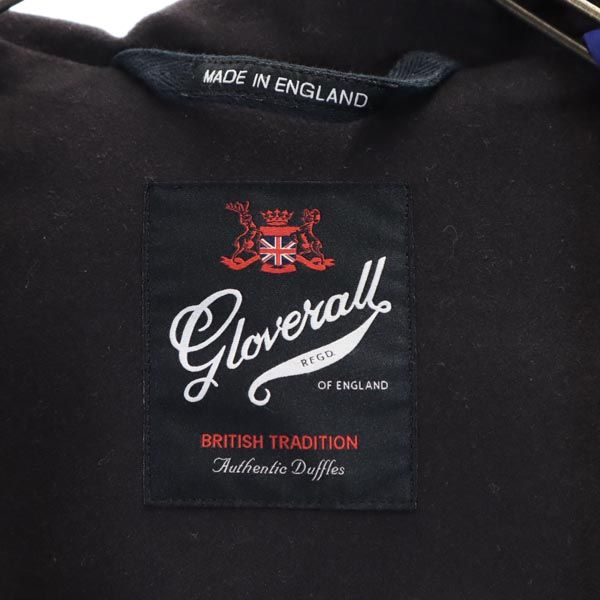 MADE IN ENGLAND
Gloverall
REGD.
OF ENGLAND
BRITISH TRADITION
Authentic Duffles